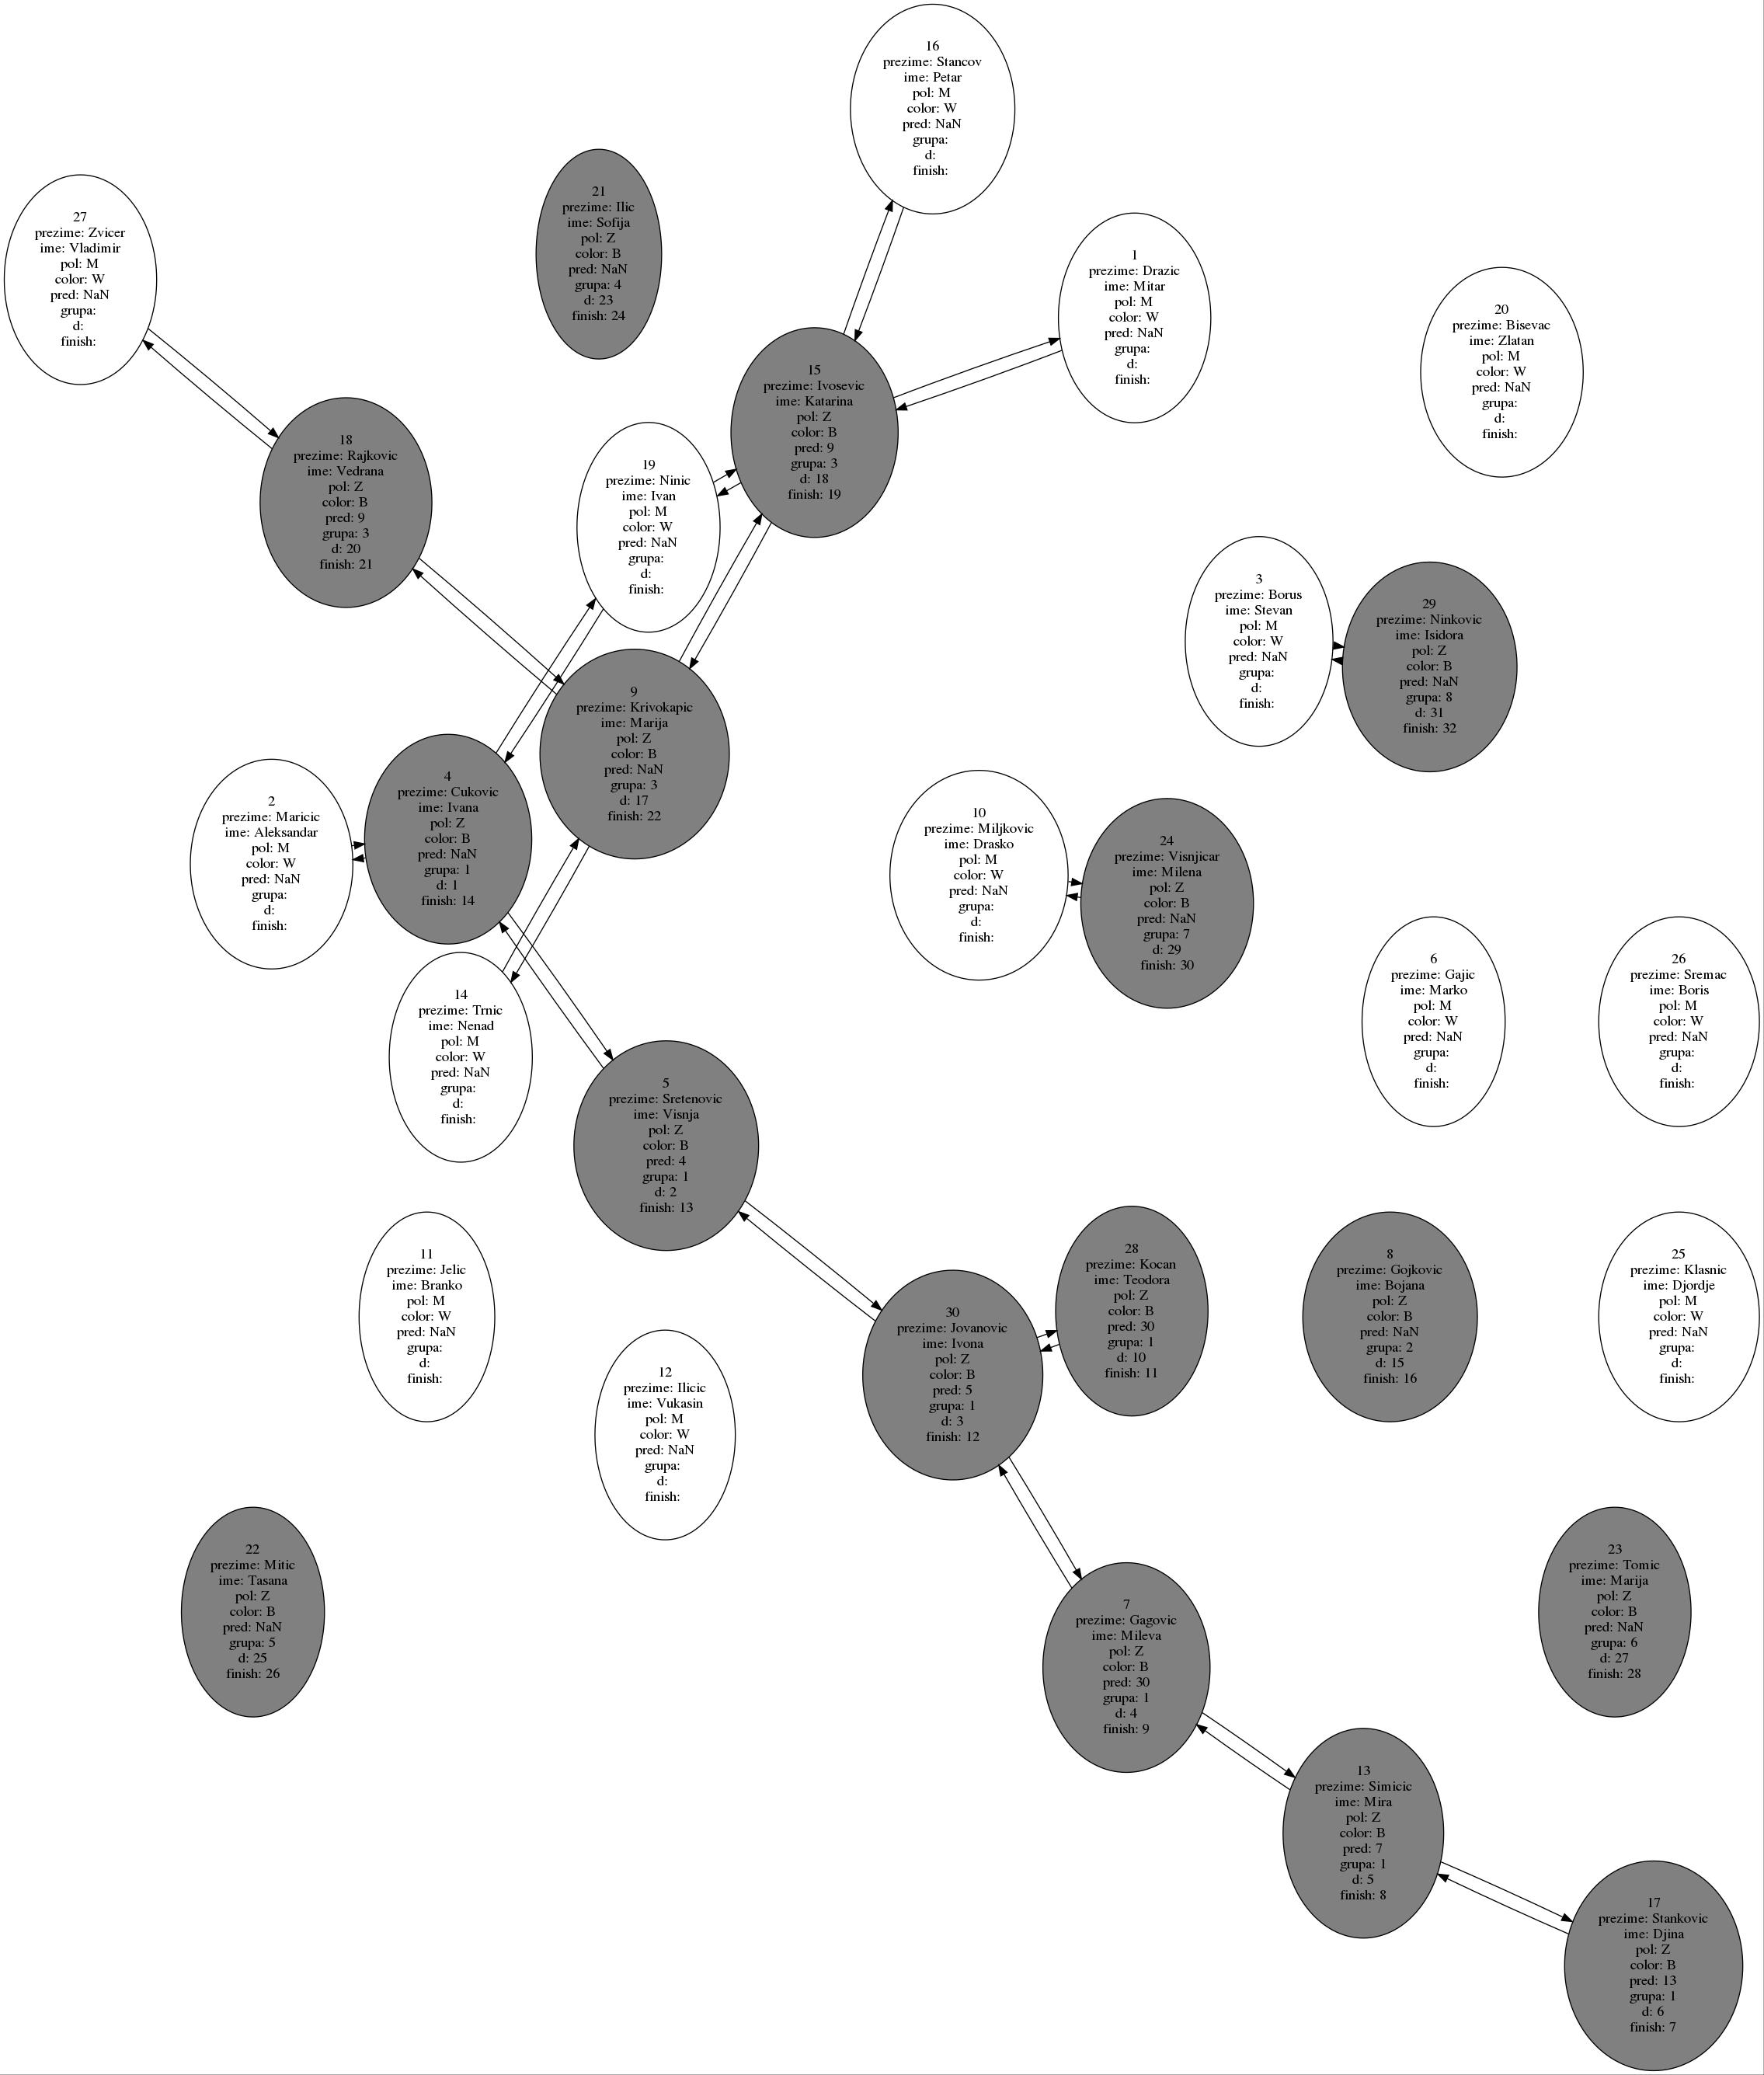 16
prezime: Stancov
ime: Petar
pol: M
color: W
pred: NaN
grupa:
d:
finish:
21
prezime: Ilic
ime: Sofija
pol: Z
color: B
pred: NaN
grupa: 4
d: 23
finish: 24
27
prezime: Zvicer
ime: Vladimir
pol: M
color: W
pred: NaN
grupa:
d:
finish:
1
prezime: Drazic
ime: Mitar
pol: M
color: W
pred: NaN
grupa:
d:
finish:
20
prezime: Bisevac
ime: Zlatan
pol: M
color: W
pred: NaN
grupa:
d:
finish:
15
prezime: Ivosevic
ime: Katarina
pol: Z
color: B
pred: 9
grupa: 3
d: 18
finish: 19
18
prezime: Rajkovic
ime: Vedrana
pol: Z
color: B
pred: 9
grupa: 3
d: 20
finish: 21
19
prezime: Ninic
ime: Ivan
pol: M
color: W
pred: NaN
grupa:
d:
finish:
3
prezime: Borus
ime: Stevan
pol: M
color: W
pred: NaN
grupa:
d:
finish:
29
prezime: Ninkovic
ime: Isidora
pol: Z
color: B
pred: NaN
grupa: 8
d: 31
finish: 32
9
prezime: Krivokapic
ime: Marija
pol: Z
color: B
pred: NaN
grupa: 3
d: 17
finish: 22
4
prezime: Cukovic
ime: Ivana
pol: Z
color: B
pred: NaN
grupa: 1
d: 1
finish: 14
2
prezime: Maricic
ime: Aleksandar
pol: M
color: W
pred: NaN
grupa:
d:
finish:
10
prezime: Miljkovic
ime: Drasko
pol: M
color: W
pred: NaN
grupa:
d:
finish:
24
prezime: Visnjicar
ime: Milena
pol: Z
color: B
pred: NaN
grupa: 7
d: 29
finish: 30
6
prezime: Gajic
ime: Marko
pol: M
color: W
pred: NaN
grupa:
d:
finish:
26
prezime: Sremac
ime: Boris
pol: M
color: W
pred: NaN
grupa:
d:
finish:
14
prezime: Trnic
ime: Nenad
pol: M
color: W
pred: NaN
grupa:
d:
finish:
5
prezime: Sretenovic
ime: Visnja
pol: Z
color: B
pred: 4
grupa: 1
d: 2
finish: 13
11
prezime: Jelic
ime: Branko
pol: M
color: W
pred: NaN
grupa:
d:
finish:
28
prezime: Kocan
ime: Teodora
pol: Z
color: B
pred: 30
grupa: 1
d: 10
finish: 11
8
prezime: Gojkovic
ime: Bojana
pol: Z
color: B
pred: NaN
grupa: 2
d: 15
finish: 16
25
prezime: Klasnic
ime: Djordje
pol: M
color: W
pred: NaN
grupa:
d:
finish:
30
prezime: Jovanovic
ime: Ivona
pol: Z
color: B
pred: 5
grupa: 1
d: 3
finish: 12
12
prezime: Ilicic
ime: Vukasin
pol: M
color: W
pred: NaN
grupa:
d:
finish:
22
prezime: Mitic
ime: Tasana
pol: Z
color: B
pred: NaN
grupa: 5
d: 25
finish: 26
23
prezime: Tomic
ime: Marija
pol: Z
color: B
pred: NaN
grupa: 6
d: 27
finish: 28
7
prezime: Gagovic
ime: Mileva
pol: Z
color: B
pred: 30
grupa: 1
d: 4
finish: 9
13
prezime: Simicic
ime: Mira
pol: Z
color: B
pred: 7
grupa: 1
d: 5
finish: 8
17
prezime: Stankovic
ime: Djina
pol: Z
color: B
pred: 13
grupa: 1
d: 6
finish: 7